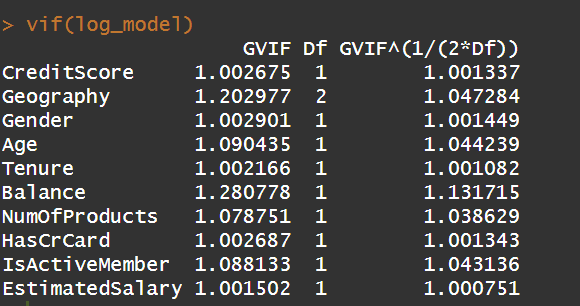 > vif(log_model)
GVIF Df GVIF^(1/(2*Df))
CreditScore 1.002675 1 1.001337
Geography 1.202977 2 1.047284
Gender 1.002901 1 1.001449
Age 1.090435 1 1.044239
Tenure 1.002166 1 1.001082
Balance 1.280778 1 1.131715
NumOfProducts 1.078751 1 1.038629
HasCrCard 1.002687 1 1.001343
IsActiveMember 1.088133 1 1.043136
EstimatedSalary 1.001502 1 1.000751